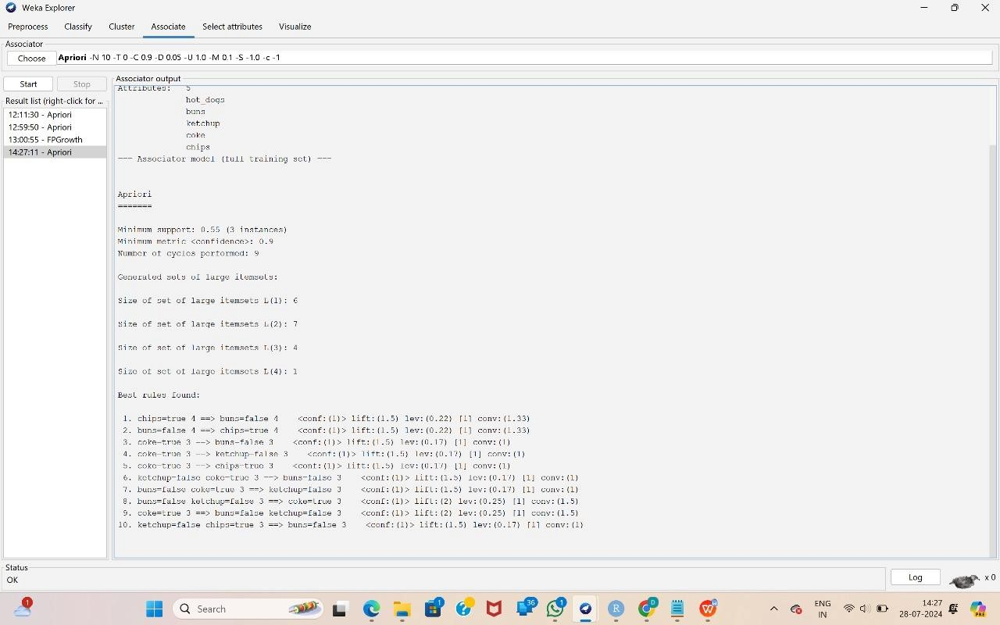 Weka Explorer
Preprocess Classify Cluster Associate Select attributes Visualize
Associator
Choose Apriori -N 10 -T 0 -C 0.9 -D 0.05 -U 1.0 -M 0.1 -S -1.0 -c -1
Start Stop
Result list (right-click for ...
12:11:30 - Apriori
12:59:50 - Apriori
13:00:55 - FPGrowth
14:27:11 - Apriori
Associator output
Attributes: 5
hot_dogs
buns
ketchup
coke
chips
=== Associator model (full training set) ===
Apriori
=======
Minimum support: 0.55 (3 instances)
Minimum metric <confidence>: 0.9
Number of cycles performed: 9
Generated sets of large itemsets:
Size of set of large itemsets L(1): 6
Size of set of large itemsets L(2): 7
Size of set of large itemsets L(3): 4
Size of set of large itemsets L(4): 1
Best rules found:
1. chips=true 4 ==> buns=false 4 <conf:(1)> lift:(1.5) lev:(0.22) [1] conv:(1.33)
2. buns=false 4 ==> chips=true 4 <conf:(1)> lift:(1.5) lev:(0.22) [1] conv:(1.33)
3. coke=true 3 ==> buns=false 3 <conf:(1)> lift:(1.5) lev:(0.17) [1] conv:(1)
4. coke=true 3 ==> ketchup=false 3 <conf:(1)> lift:(1.5) lev:(0.17) [1] conv:(1)
5. coke=true 3 ==> chips=true 3 <conf:(1)> lift:(1.5) lev:(0.17) [1] conv:(1)
6. ketchup=false coke=true 3 ==> buns=false 3 <conf:(1)> lift:(1.5) lev:(0.17) [1] conv:(1)
7. buns=false coke=true 3 ==> ketchup=false 3 <conf:(1)> lift:(1.5) lev:(0.17) [1] conv:(1)
8. buns=false ketchup=false 3 ==> coke=true 3 <conf:(1)> lift:(2) lev:(0.25) [1] conv:(1.5)
9. coke=true 3 ==> buns=false ketchup=false 3 <conf:(1)> lift:(2) lev:(0.25) [1] conv:(1.5)
10. ketchup=false chips=true 3 ==> buns=false 3 <conf:(1)> lift:(1.5) lev:(0.17) [1] conv:(1)
Status
OK
Log x 0
1 Search 1 36 1 D R W ENG 14:27
IN 28-07-2024 PRE